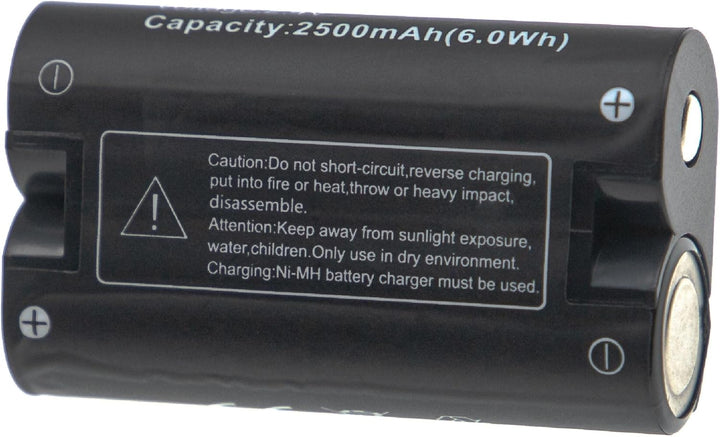 Capacity:2500mAh(6.0Wh)
Caution:Do not short-circuit,reverse charging,
put into fire or heat,throw or heavy impact,
disassemble.
Attention:Keep away from sunlight exposure,
water,children.Only use in dry environment.
Charging:Ni-MH battery charger must be used.